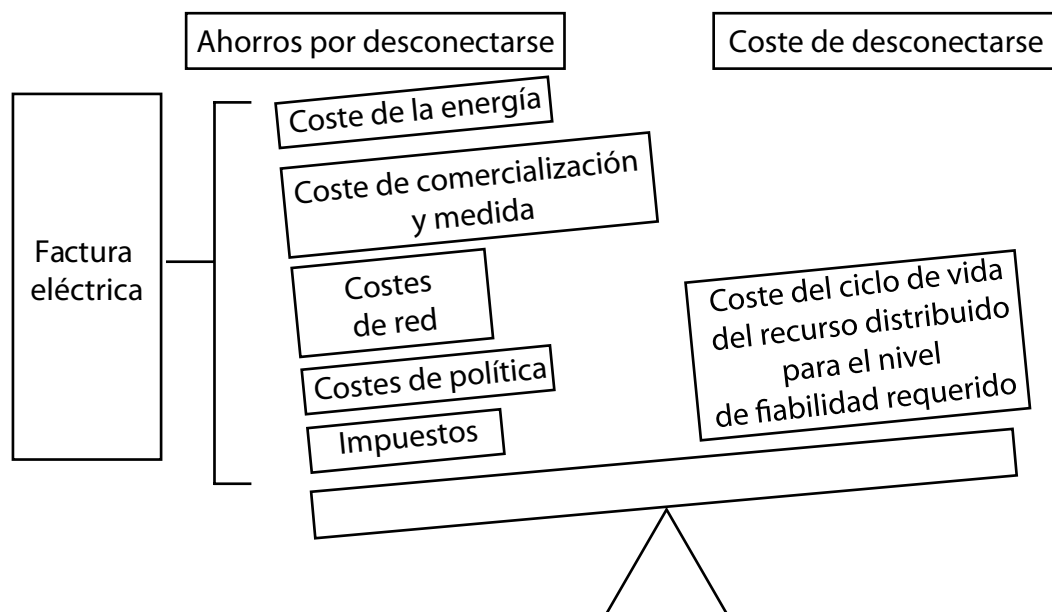 Ahorros por desconectarse
Coste de desconectarse
Factura
eléctrica
Coste de la energía
Coste de comercialización
y medida
Costes
de red
Costes de política
Impuestos
Coste del ciclo de vida
del recurso distribuido
para el nivel
de fiabilidad requerido